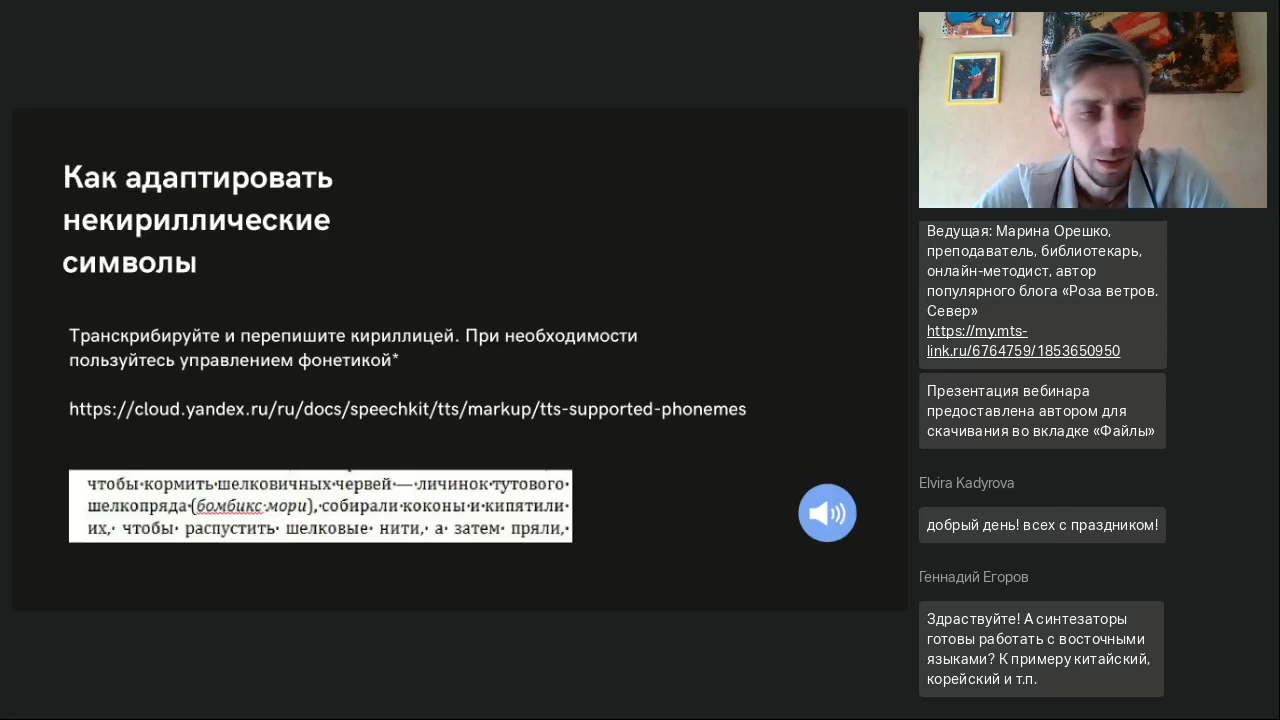 Как адаптировать
некириллические
символы
Транскрибируйте и перепишите кириллицей. При необходимости
пользуйтесь управлением фонетикой*
https://cloud.yandex.ru/ru/docs/speechkit/tts/markup/tts-supported-phonemes
чтобы·кормить·шелковичных·червей·—·личинок·тутового·
шелкопряда·(бомбикс·мори),·собирали·коконы·и·кипятили·
их,· чтобы· распустить· шелковые· нити,· а· затем· пряли,·
Ведущая: Марина Орешко,
преподаватель, библиотекарь,
онлайн-методист, автор
популярного блога «Роза ветров.
Север»
https://my.mts-
link.ru/6764759/1853650950
Презентация вебинара
предоставлена автором для
скачивания во вкладке «Файлы»
Elvira Kadyrova
добрый день! всех с праздником!
Геннадий Егоров
Здраствуйте! А синтезаторы
готовы работать с восточными
языками? К примеру китайский,
корейский и т.п.